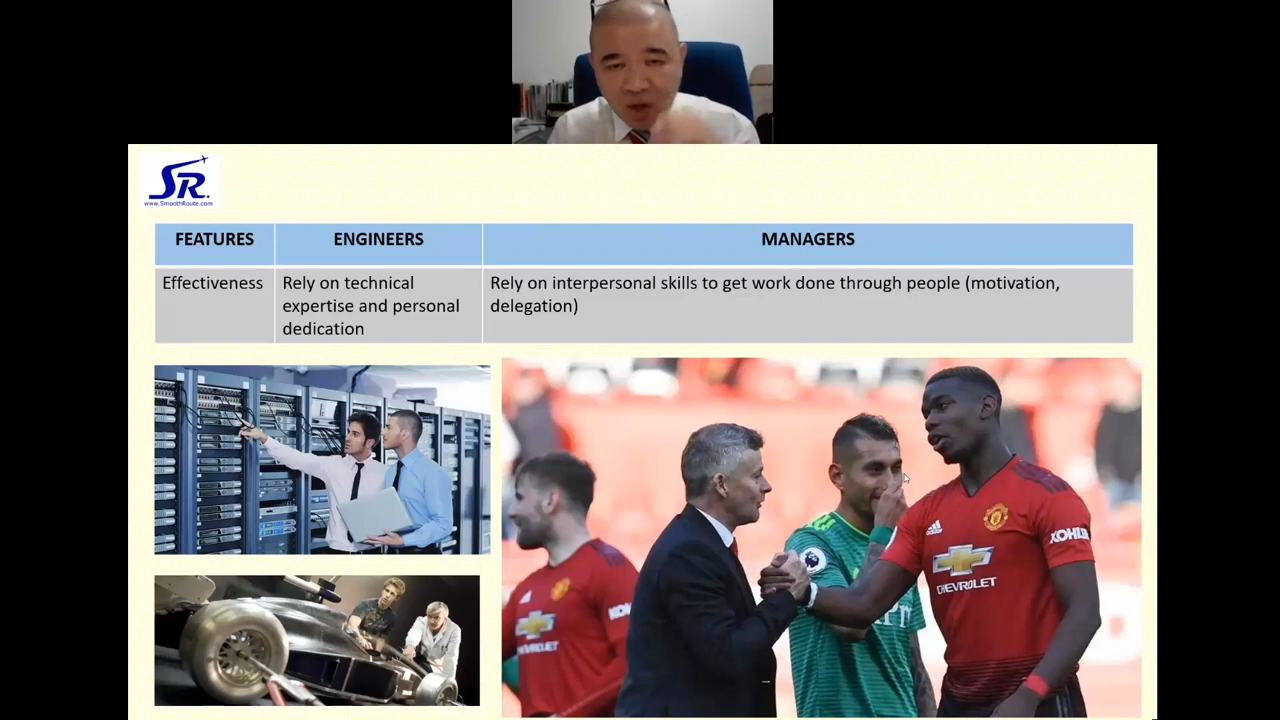 SR.
www.SmoothRoute.com
FEATURES
ENGINEERS
MANAGERS
Effectiveness
Rely on technical
expertise and personal
dedication
Rely on interpersonal skills to get work done through people (motivation,
delegation)
CHEVROLET
KOHLER
CHEVROLET